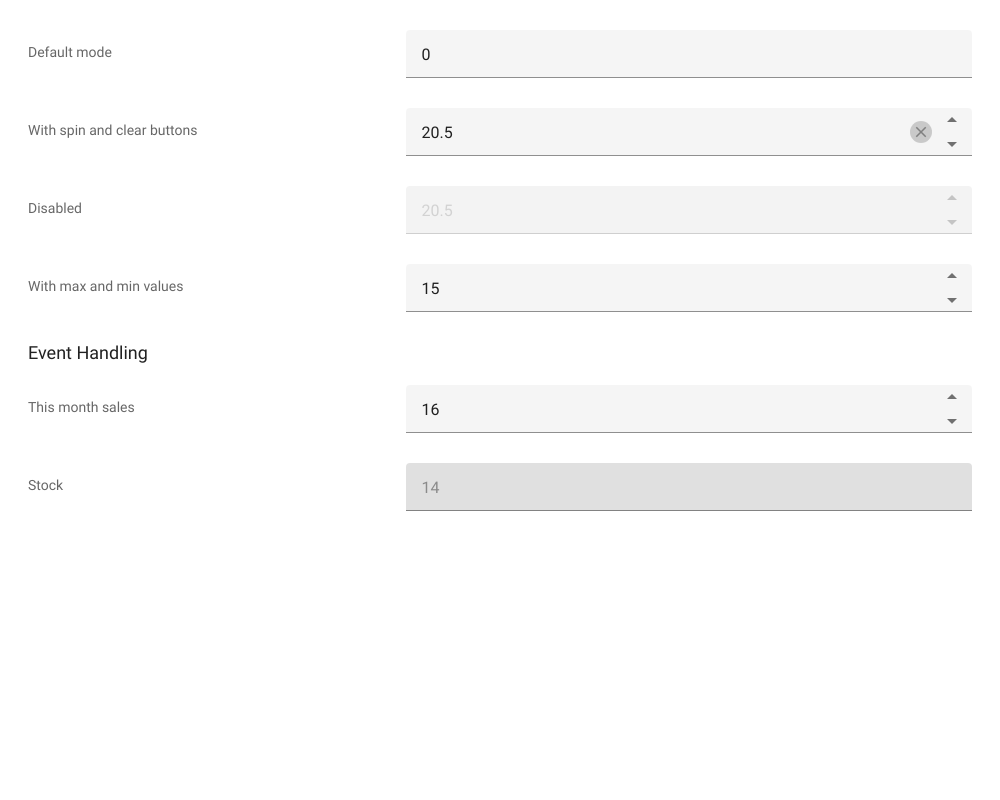 Default mode
0
With spin and clear buttons
20.5
Disabled
20.5
With max and min values
15
Event Handling
This month sales
16
Stock
14